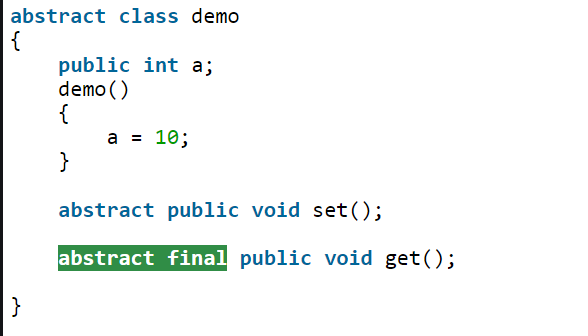 abstract class demo
{
    public int a;
    demo()
    {
        a = 10;
    }
    abstract public void set();
    abstract final public void get();
}